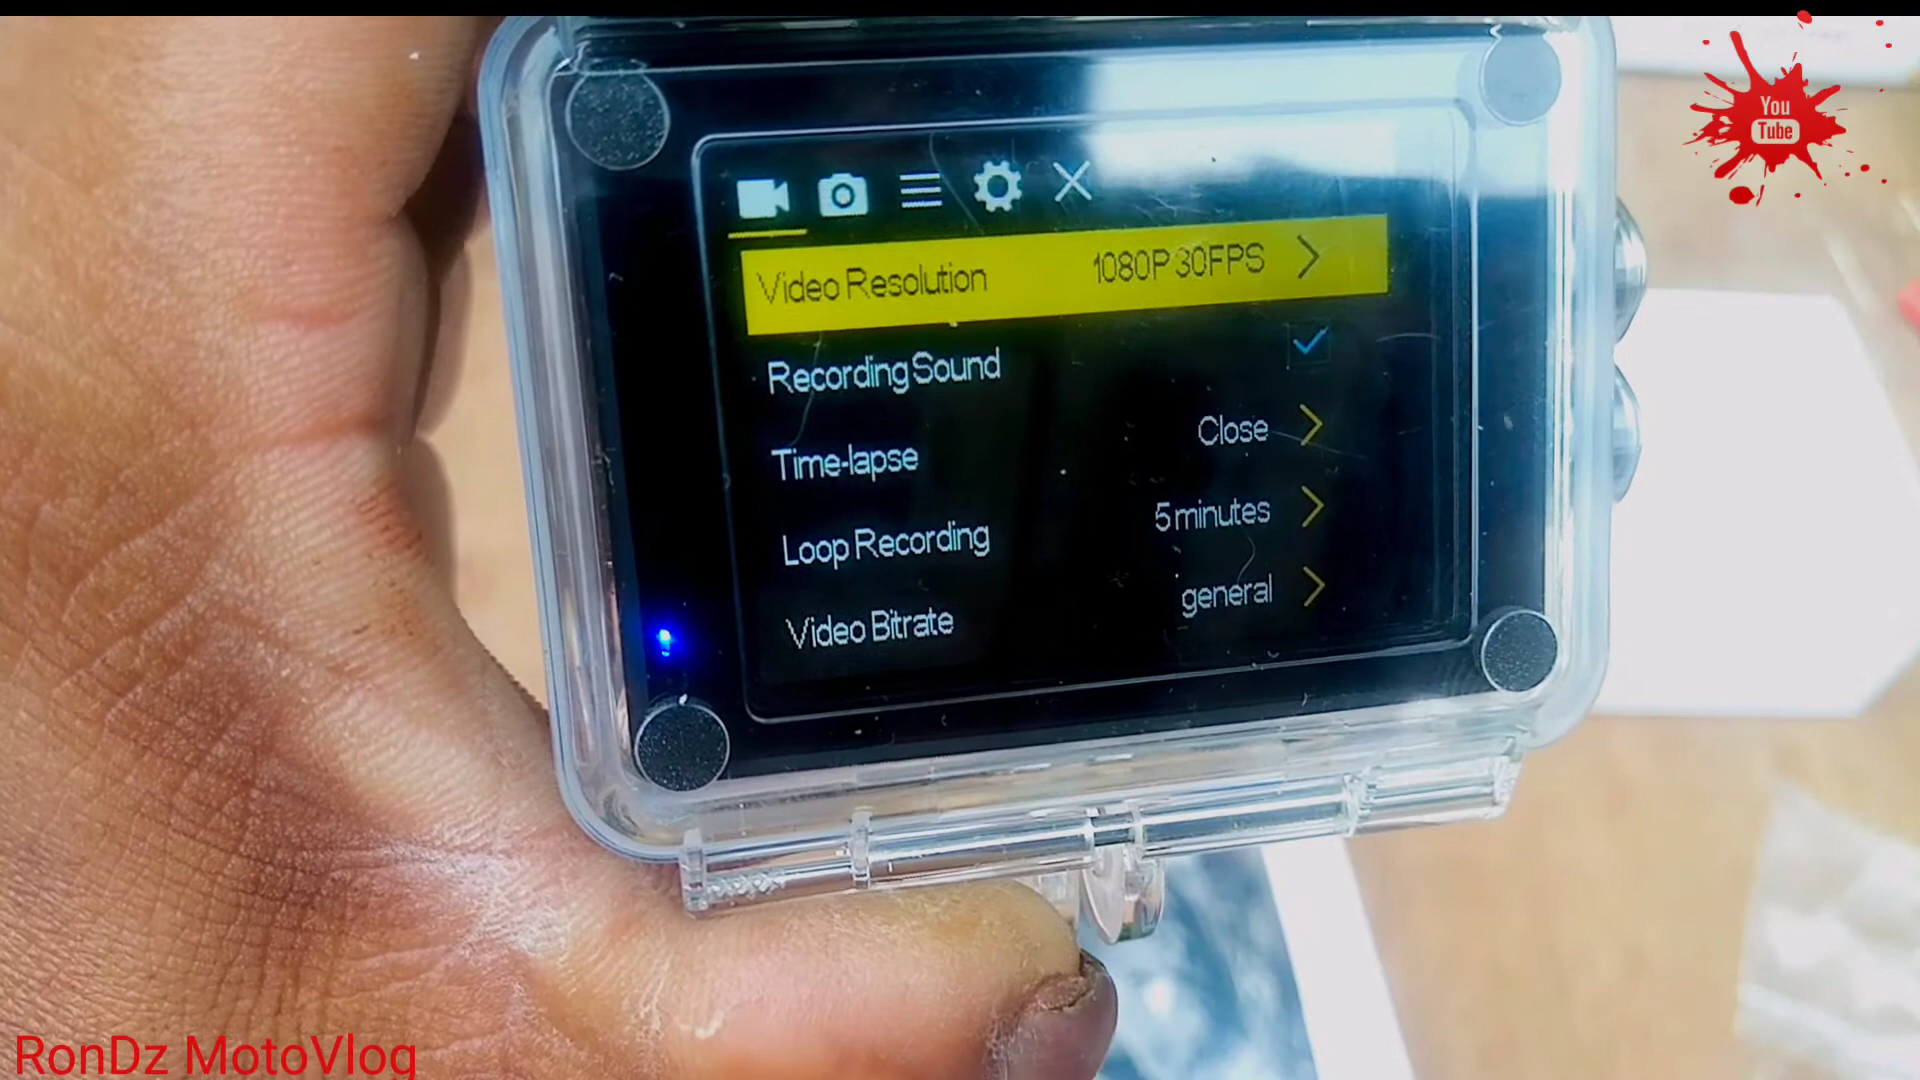 You
Tube
Video Resolution 1080P 30FPS
Recording Sound
Time-lapse Close
Loop Recording 5 minutes
Video Bitrate general
RonDz MotoVlog